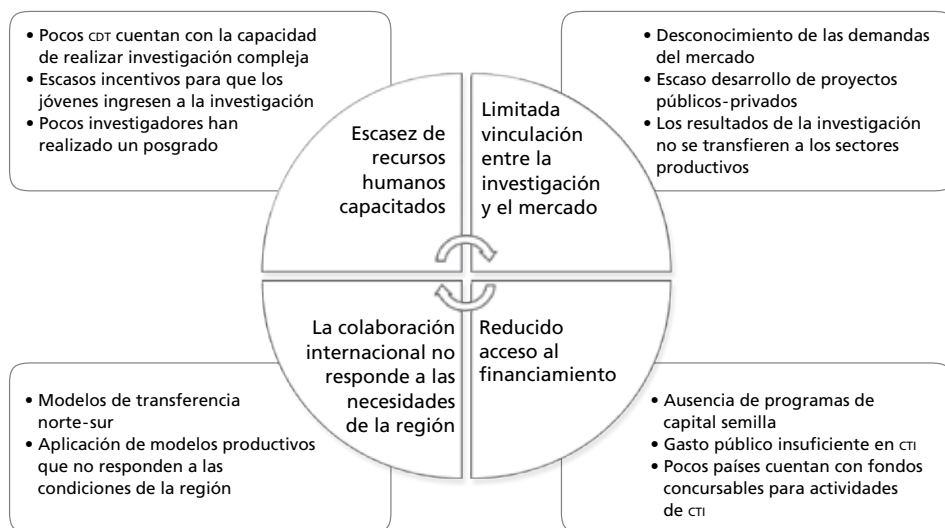 • Pocos CDT cuentan con la capacidad
de realizar investigación compleja
• Escasos incentivos para que los
jóvenes ingresen a la investigación
• Pocos investigadores han
realizado un posgrado
• Desconocimiento de las demandas
del mercado
• Escaso desarrollo de proyectos
públicos-privados
• Los resultados de la investigación
no se transfieren a los sectores
productivos
Escasez de
recursos
humanos
capacitados
Limitada
vinculación
entre la
investigación
y el mercado
La colaboración
internacional no
responde a las
necesidades
de la región
Reducido
acceso al
financiamiento
• Modelos de transferencia
norte-sur
• Aplicación de modelos productivos
que no responden a las
condiciones de la región
• Ausencia de programas de
capital semilla
• Gasto público insuficiente en CTI
• Pocos países cuentan con fondos
concursables para actividades
de CTI